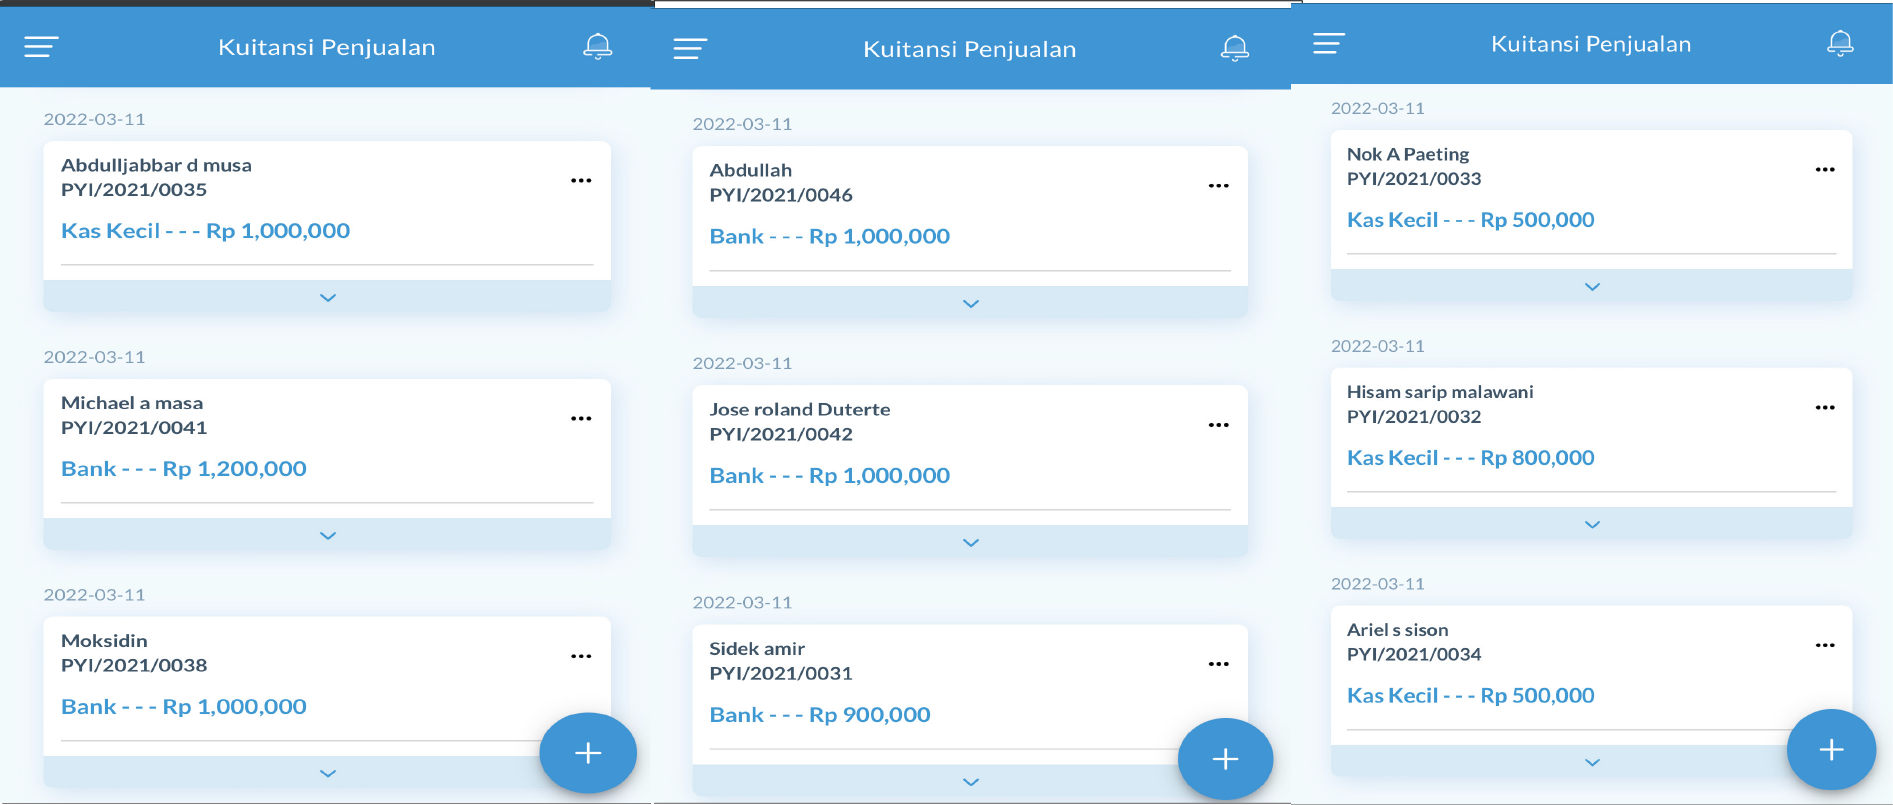 Kuitansi Penjualan
2022-03-11
Abdulljabbar d musa
PYI/2021/0035
Kas Kecil - - - Rp 1,000,000
2022-03-11
Michael a masa
PYI/2021/0041
Bank - - - Rp 1,200,000
2022-03-11
Moksidin
PYI/2021/0038
Bank - - - Rp 1,000,000
Kuitansi Penjualan
2022-03-11
Abdullah
PYI/2021/0046
Bank - - - Rp 1,000,000
2022-03-11
Jose roland Duterte
PYI/2021/0042
Bank - - - Rp 1,000,000
2022-03-11
Sidek amir
PYI/2021/0031
Bank - - - Rp 900,000
Kuitansi Penjualan
2022-03-11
Nok A Paeting
PYI/2021/0033
Kas Kecil - - - Rp 500,000
2022-03-11
Hisam sarip malawani
PYI/2021/0032
Kas Kecil - - - Rp 800,000
2022-03-11
Ariel s sison
PYI/2021/0034
Kas Kecil - - - Rp 500,000